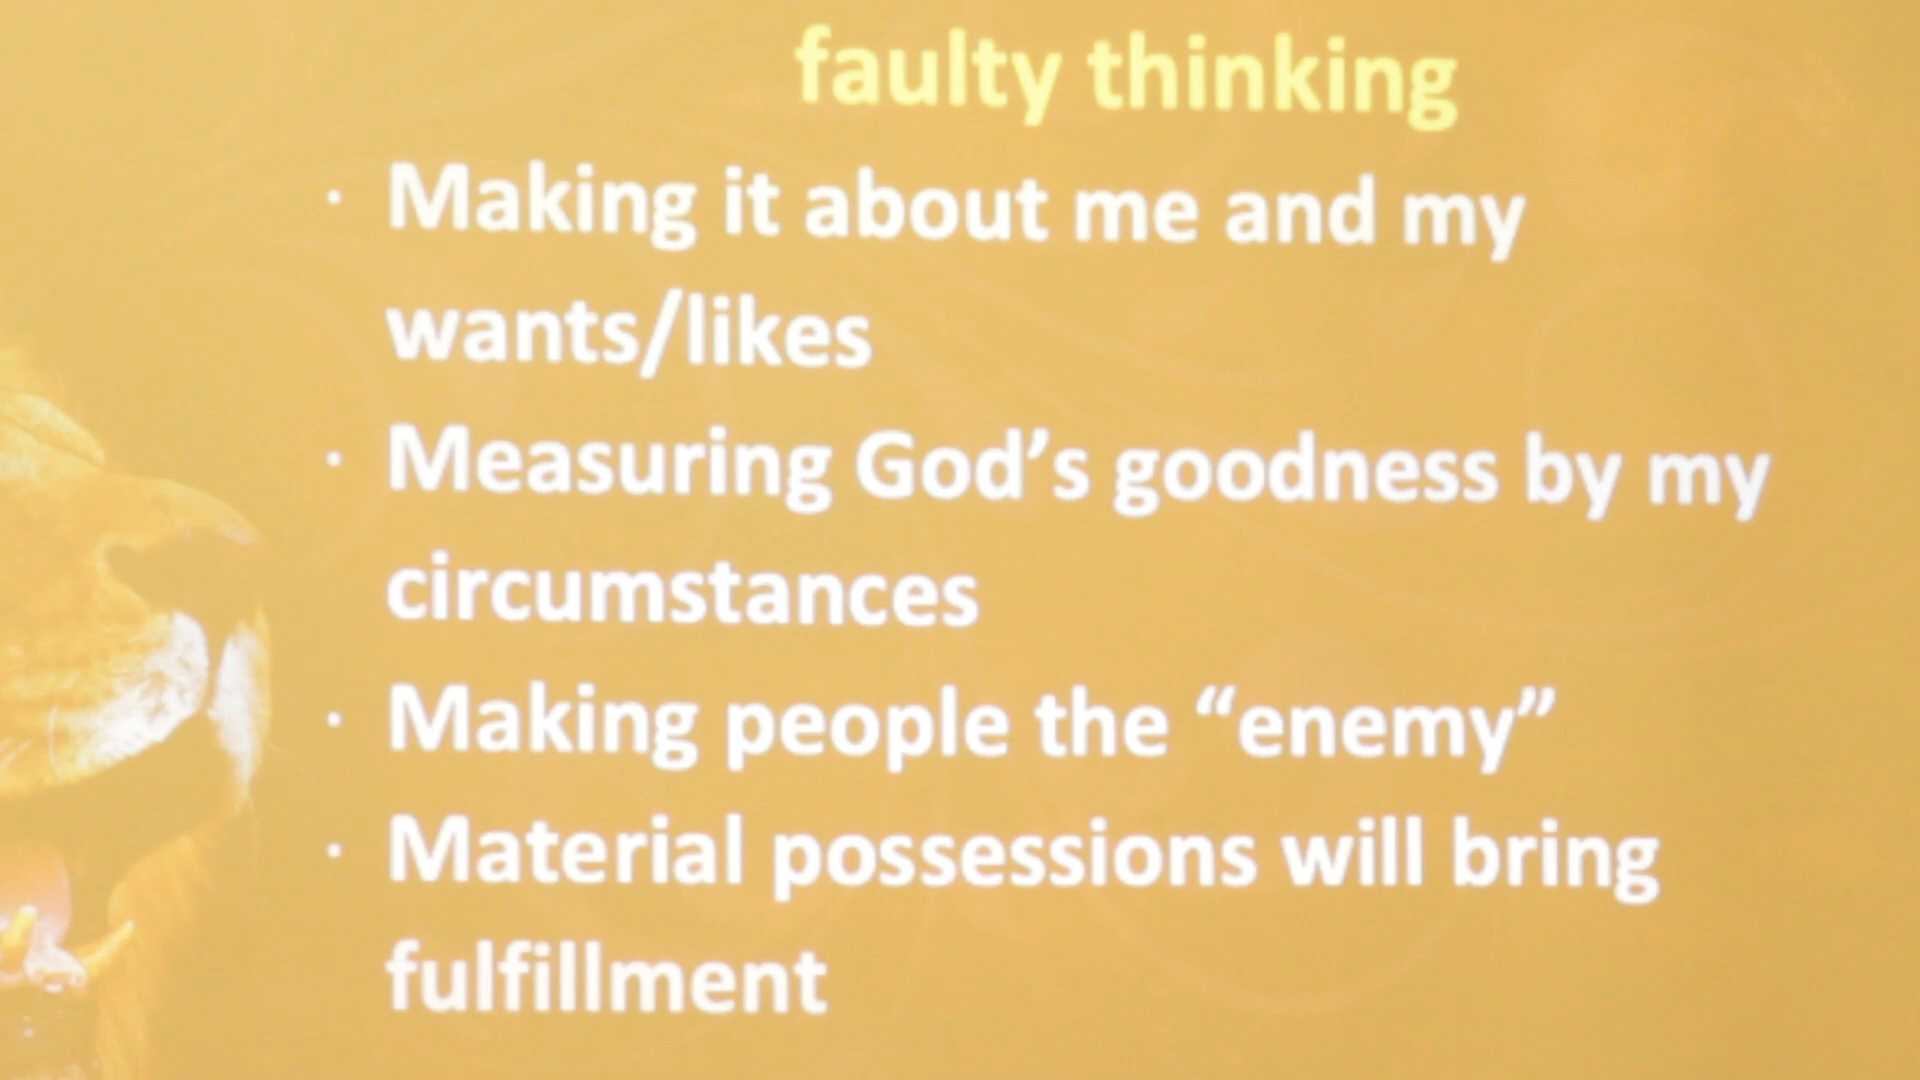 faulty thinking
· Making it about me and my
wants/likes
· Measuring God’s goodness by my
circumstances
· Making people the “enemy”
· Material possessions will bring
fulfillment